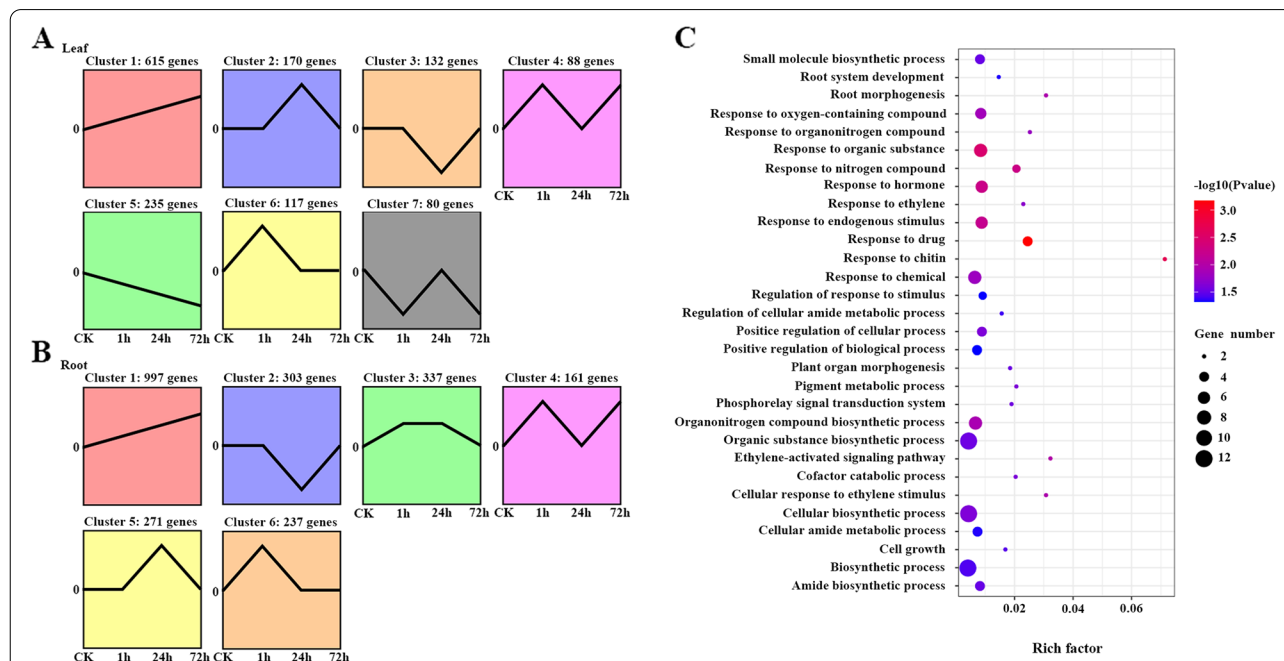 A
Leaf
Cluster 1: 615 genes
Cluster 2: 170 genes
Cluster 3: 132 genes
Cluster 4: 88 genes
0
0
0
0
CK 1h 24h 72h
Cluster 5: 235 genes
Cluster 6: 117 genes
Cluster 7: 80 genes
0
0
0
CK 1h 24h 72h
CK 1h 24h 72h
CK 1h 24h 72h
B
Root
Cluster 1: 997 genes
Cluster 2: 303 genes
Cluster 3: 337 genes
Cluster 4: 161 genes
0
0
0
0
CK 1h 24h 72h
CK 1h 24h 72h
Cluster 5: 271 genes
Cluster 6: 237 genes
0
0
CK 1h 24h 72h
CK 1h 24h 72h
C
Small molecule biosynthetic process
Root system development
Root morphogenesis
Response to oxygen-containing compound
Response to organonitrogen compound
Response to organic substance
Response to nitrogen compound
Response to hormone
Response to ethylene
Response to endogenous stimulus
Response to drug
Response to chitin
Response to chemical
Regulation of response to stimulus
Regulation of cellular amide metabolic process
Positice regulation of cellular process
Positive regulation of biological process
Plant organ morphogenesis
Pigment metabolic process
Phosphorelay signal transduction system
Organonitrogen compound biosynthetic process
Organic substance biosynthetic process
Ethylene-activated signaling pathway
Cofactor catabolic process
Cellular response to ethylene stimulus
Cellular biosynthetic process
Cellular amide metabolic process
Cell growth
Biosynthetic process
Amide biosynthetic process
0.02 0.04 0.06
Rich factor
-log10(Pvalue)
3.0
2.5
2.0
1.5
Gene number
2
4
6
8
10
12